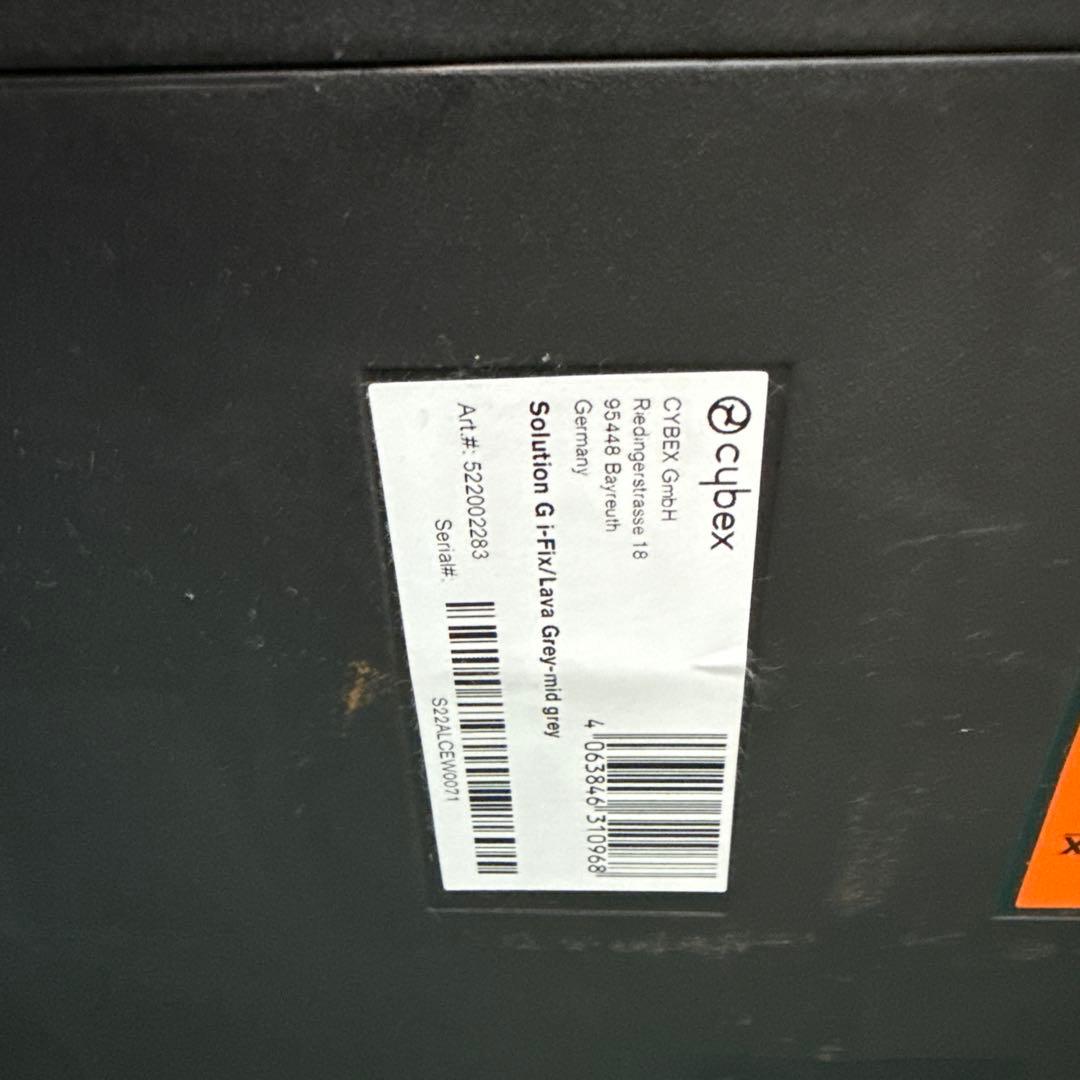 cybex
CYBEX GmbH
Riedingerstrasse 18
95448 Bayreuth
Germany
4 063846 310968
Solution G i-Fix/Lava Grey-mid grey
Art.#: 522002283
Serial#:
S22ALCEW0071
x